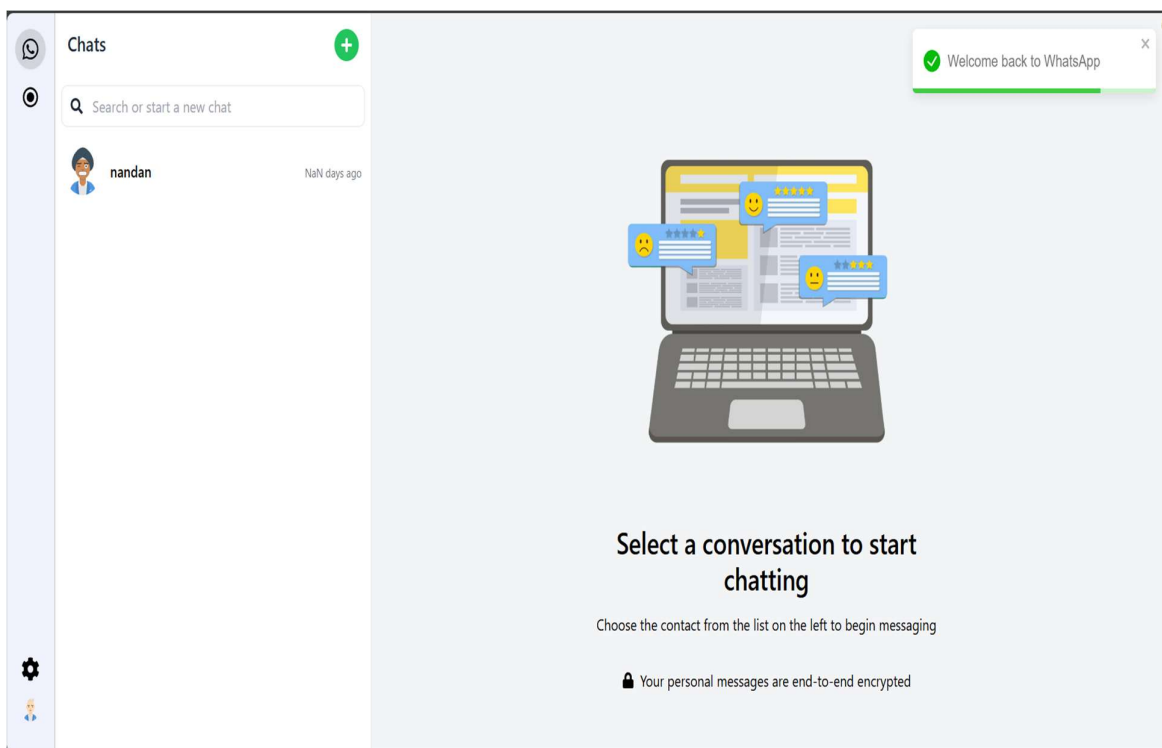 Chats
+
Welcome back to WhatsApp
X
Search or start a new chat
nandan
NaN days ago
Select a conversation to start
chatting
Choose the contact from the list on the left to begin messaging
Your personal messages are end-to-end encrypted